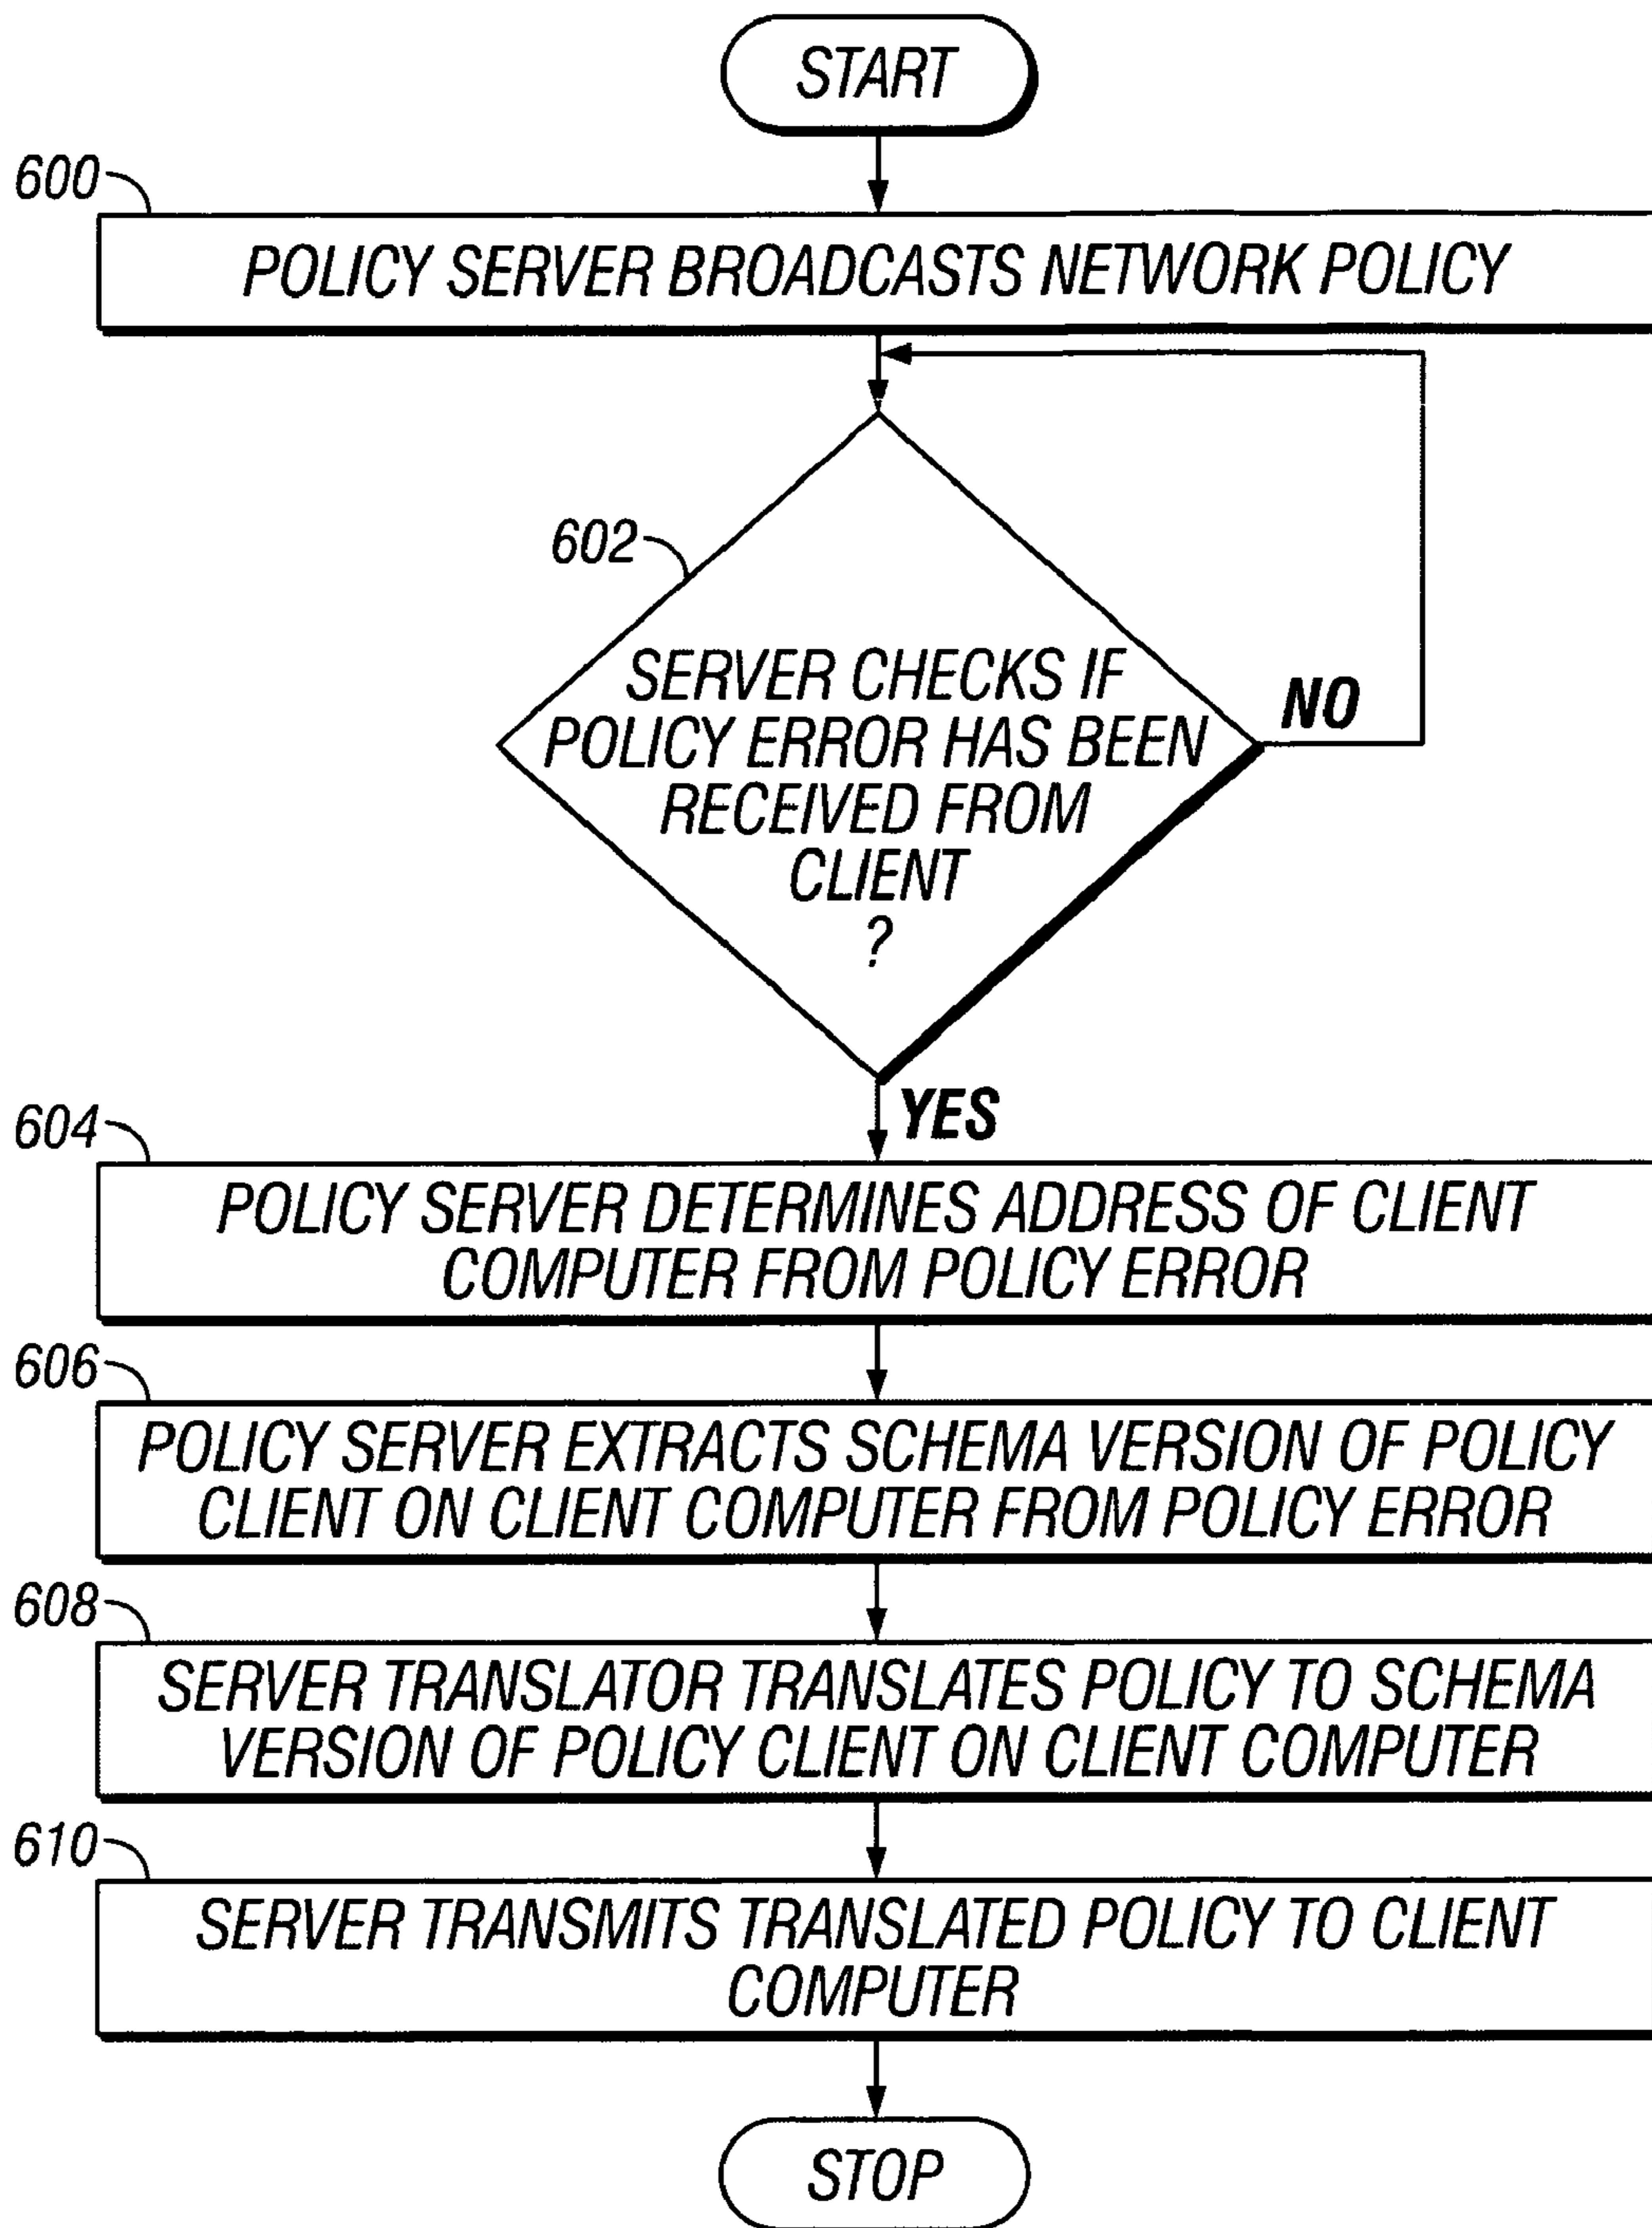 START
600
POLICY SERVER BROADCASTS NETWORK POLICY
602
SERVER CHECKS IF
POLICY ERROR HAS BEEN
RECEIVED FROM
CLIENT
?
NO
YES
604
POLICY SERVER DETERMINES ADDRESS OF CLIENT
COMPUTER FROM POLICY ERROR
606
POLICY SERVER EXTRACTS SCHEMA VERSION OF POLICY
CLIENT ON CLIENT COMPUTER FROM POLICY ERROR
608
SERVER TRANSLATOR TRANSLATES POLICY TO SCHEMA
VERSION OF POLICY CLIENT ON CLIENT COMPUTER
610
SERVER TRANSMITS TRANSLATED POLICY TO CLIENT
COMPUTER
STOP